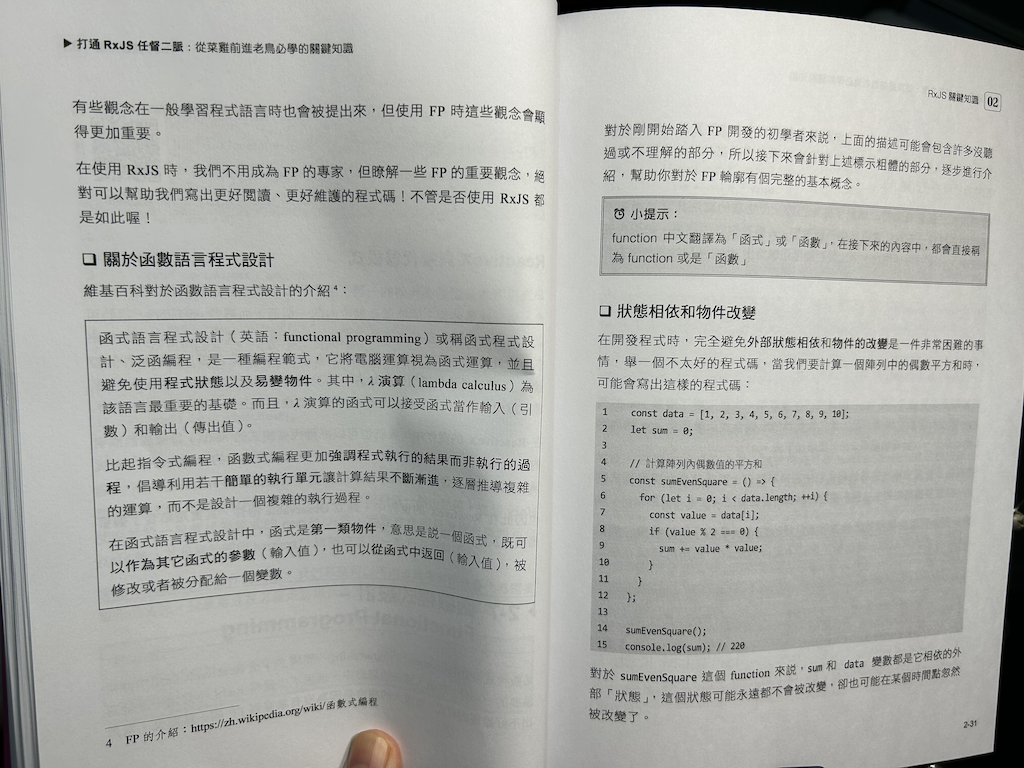 ▶ 打通 RxJS 任督二脈：從菜雞前進老鳥必學的關鍵知識
有些觀念在一般學習程式語言時也會被提出來，但使用 FP 時這些觀念會顯
得更加重要。
在使用 RxJS 時，我們不用成為 FP 的專家，但瞭解一些 FP 的重要觀念，絕
對可以幫助我們寫出更好閱讀、更好維護的程式碼！不管是否使用 RxJS 都
是如此喔！
❏ 關於函數語言程式設計
維基百科對於函數語言程式設計的介紹⁴：
函式語言程式設計（英語：functional programming）或稱函式程式設
計、泛函編程，是一種編程範式，它將電腦運算視為函式運算，並且
避免使用程式狀態以及易變物件。其中，λ 演算（lambda calculus）為
該語言最重要的基礎。而且，λ 演算的函式可以接受函式當作輸入（引
數）和輸出（傳出值）。
比起指令式編程，函數式編程更加強調程式執行的結果而非執行的過
程，倡導利用若干簡單的執行單元讓計算結果不斷漸進，逐層推導複雜
的運算，而不是設計一個複雜的執行過程。
在函式語言程式設計中，函式是第一類物件，意思是說一個函式，既可
以作為其它函式的參數（輸入值），也可以從函式中返回（輸入值），被
修改或者被分配給一個變數。
4 FP 的介紹：https://zh.wikipedia.org/wiki/函數式編程
RxJS 關鍵知識 02
對於剛開始踏入 FP 開發的初學者來說，上面的描述可能會包含許多沒聽
過或不理解的部分，所以接下來會針對上述標示粗體的部分，逐步進行介
紹，幫助你對於 FP 輪廓有個完整的基本概念。
小提示：
function 中文翻譯為「函式」或「函數」，在接下來的內容中，都會直接稱
為 function 或是「函數」
❏ 狀態相依和物件改變
在開發程式時，完全避免外部狀態相依和物件的改變是一件非常困難的事
情，舉一個不太好的程式碼，當我們要計算一個陣列中的偶數平方和時，
可能會寫出這樣的程式碼：
1 const data = [1, 2, 3, 4, 5, 6, 7, 8, 9, 10];
2 let sum = 0;
3
4 // 計算陣列內偶數值的平方和
5 const sumEvenSquare = () => {
6 for (let i = 0; i < data.length; ++i) {
7 const value = data[i];
8 if (value % 2 === 0) {
9 sum += value * value;
10 }
11 }
12 };
13
14 sumEvenSquare();
15 console.log(sum); // 220
對於 sumEvenSquare 這個 function 來說，sum 和 data 變數都是它相依的外
部「狀態」，這個狀態可能永遠都不會被改變，卻也可能在某個時間點忽然
被改變了。
2-31